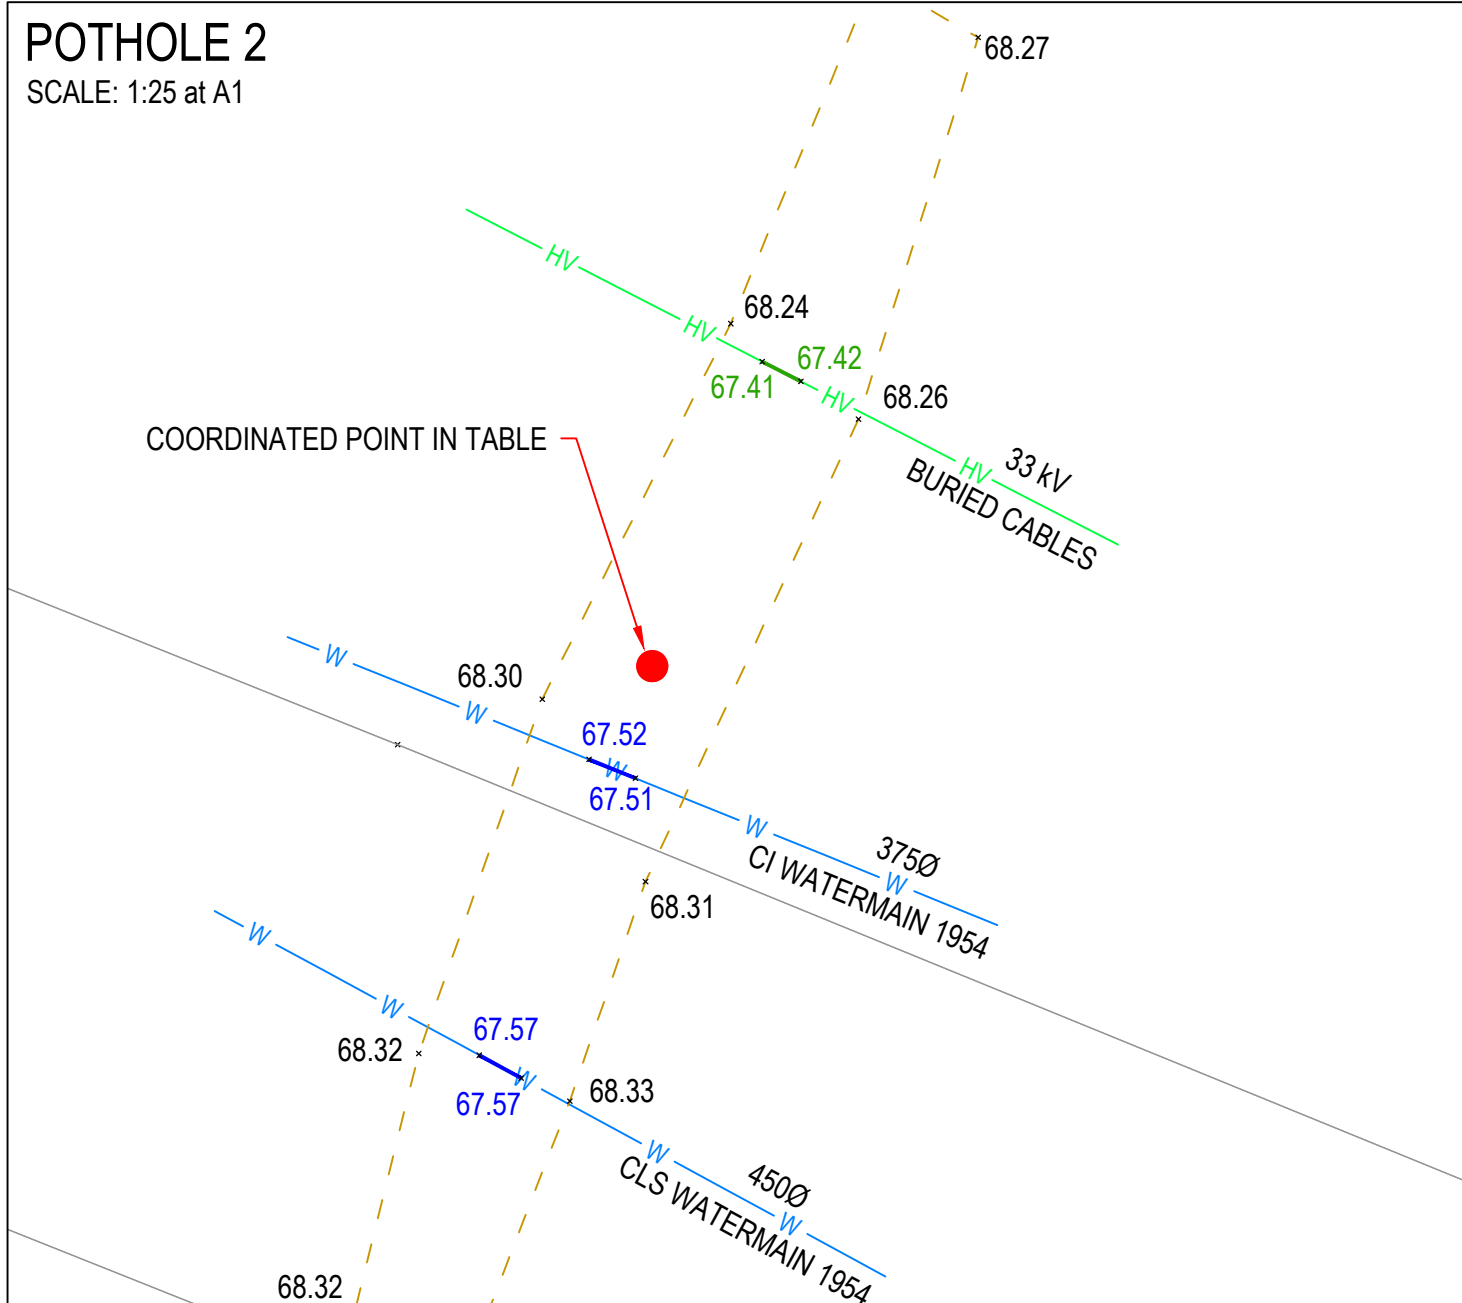 POTHOLE 2
SCALE: 1:25 at A1
68.27
HV
68.24
HV
67.42
67.41
HV
68.26
COORDINATED POINT IN TABLE
33 kV
HV
BURIED CABLES
W
68.30
W
67.52
W
67.51
W
375Ø
W
CI WATERMAIN 1954
68.31
W
W
67.57
68.32
W
67.57
68.33
W
450Ø
W
CLS WATERMAIN 1954
68.32